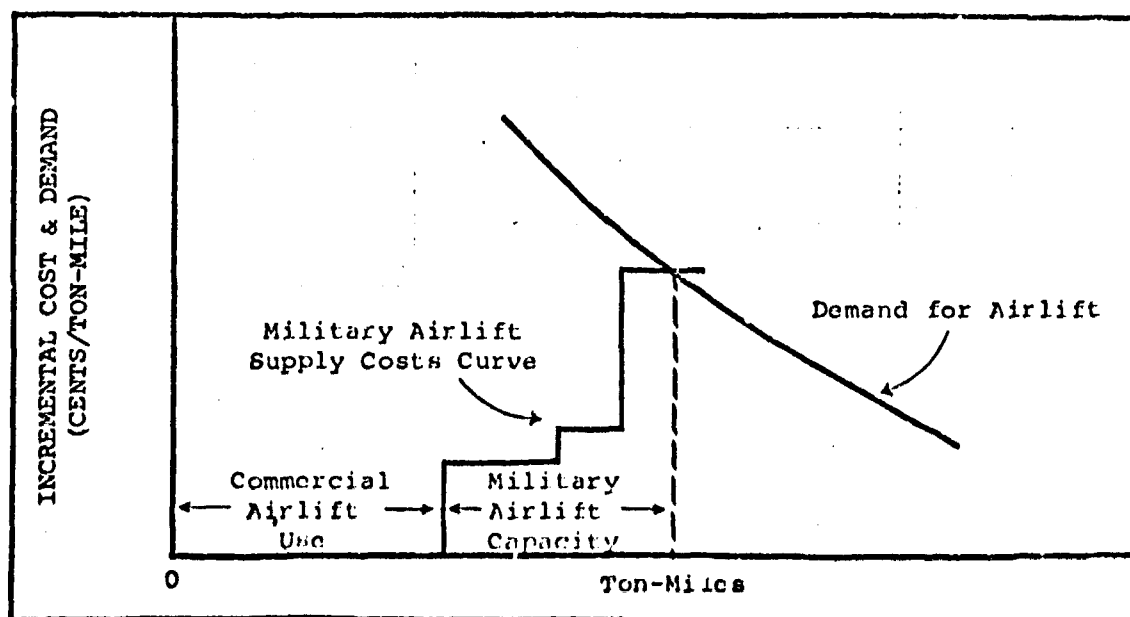 INCREMENTAL COST & DEMAND
(CENTS/TON-MILE)
Military Airlift
Supply Costs Curve
Demand for Airlift
Commercial
Airlift
Use
Military
Airlift
Capacity
0
Ton-Miles